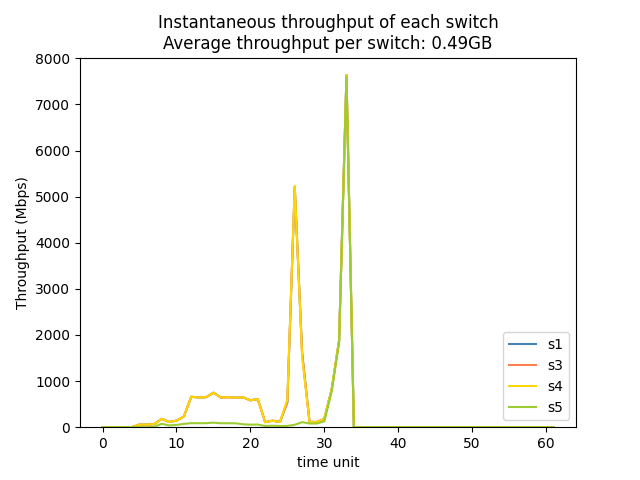 Instantaneous throughput of each switch
Average throughput per switch: 0.49GB
Throughput (Mbps)
8000
7000
6000
5000
4000
3000
2000
1000
0
0 10 20 30 40 50 60
time unit
s1
s3
s4
s5